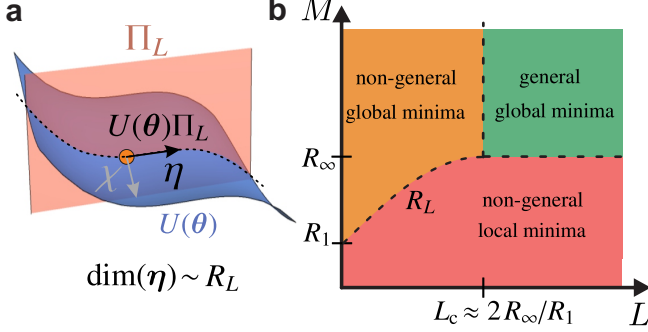 a
Π_L
U(θ)Π_L
η
χ
U(θ)
dim(η) ~ R_L
b
M
non-general
global minima
general
global minima
R_∞
R_L
non-general
local minima
R_1
L_c ≈ 2R_∞/R_1
L